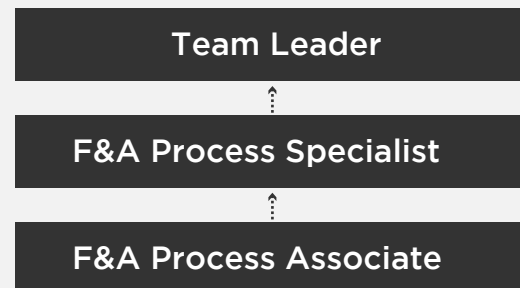 Team Leader
F&A Process Specialist
F&A Process Associate